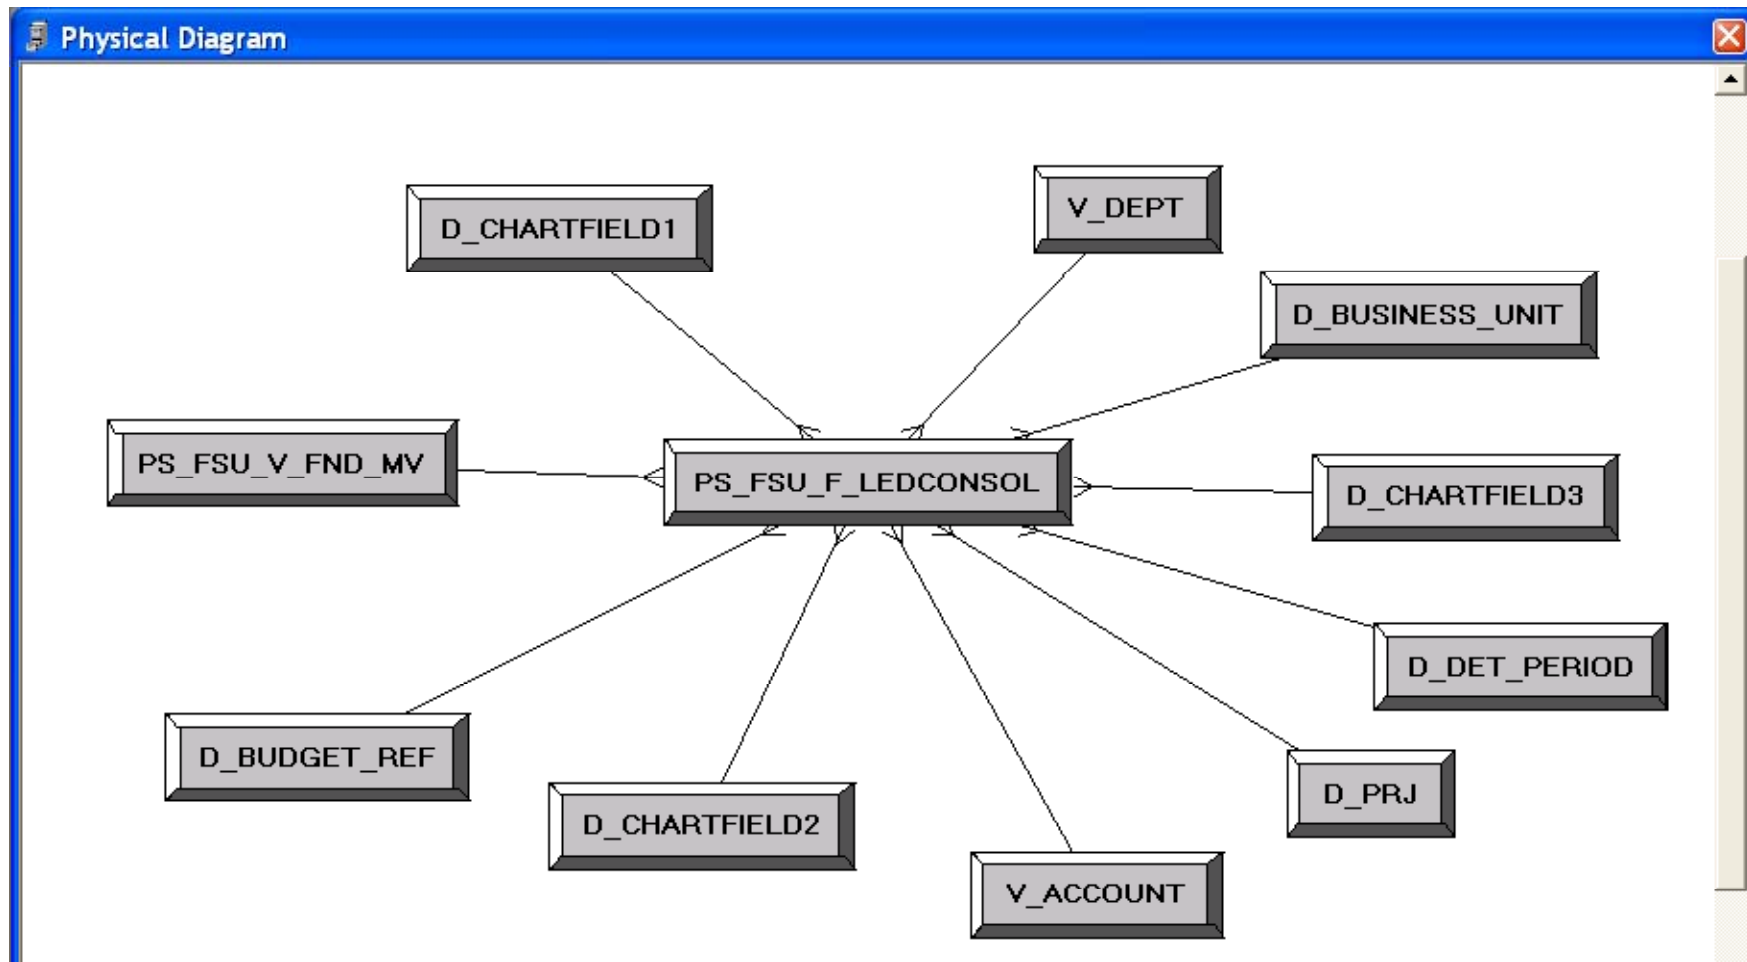 Physical Diagram
V_DEPT
D_CHARTFIELD1
D_BUSINESS_UNIT
PS_FSU_V_FND_MV
PS_FSU_F_LEDCONSOL
D_CHARTFIELD3
D_DET_PERIOD
D_BUDGET_REF
D_PRJ
D_CHARTFIELD2
V_ACCOUNT